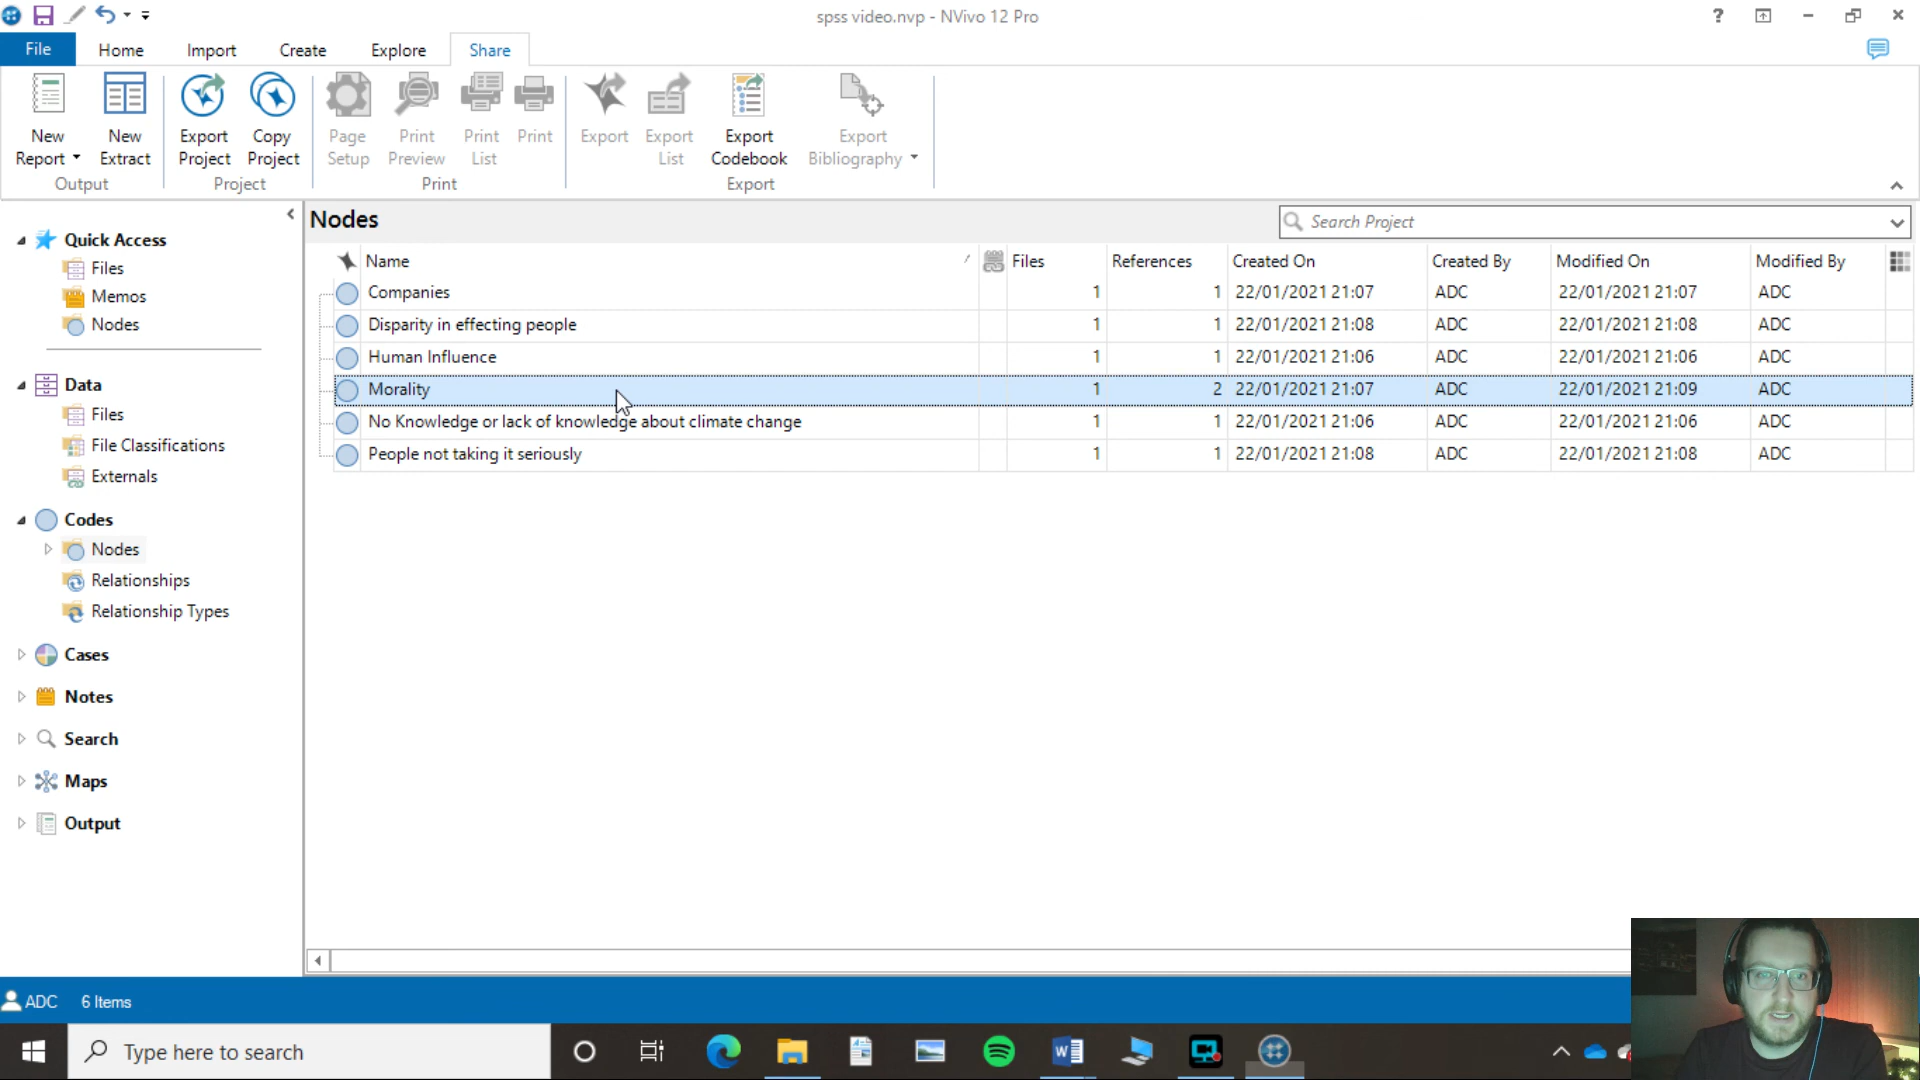 spss video.nvp - NVivo 12 Pro
File Home Import Create Explore Share
New Report
New Extract
Output
Export Project
Copy Project
Project
Page Setup
Print Preview
Print List
Print
Print
Export
Export List
Export Codebook
Export Bibliography
Export
Quick Access
Files
Memos
Nodes
Data
Files
File Classifications
Externals
Codes
Nodes
Relationships
Relationship Types
Cases
Notes
Search
Maps
Output
Nodes
Search Project
Name Files References Created On Created By Modified On Modified By
Companies 1 1 22/01/2021 21:07 ADC 22/01/2021 21:07 ADC
Disparity in effecting people 1 1 22/01/2021 21:08 ADC 22/01/2021 21:08 ADC
Human Influence 1 1 22/01/2021 21:06 ADC 22/01/2021 21:06 ADC
Morality 1 2 22/01/2021 21:07 ADC 22/01/2021 21:09 ADC
No Knowledge or lack of knowledge about climate change 1 1 22/01/2021 21:06 ADC 22/01/2021 21:06 ADC
People not taking it seriously 1 1 22/01/2021 21:08 ADC 22/01/2021 21:08 ADC
ADC 6 Items
Type here to search